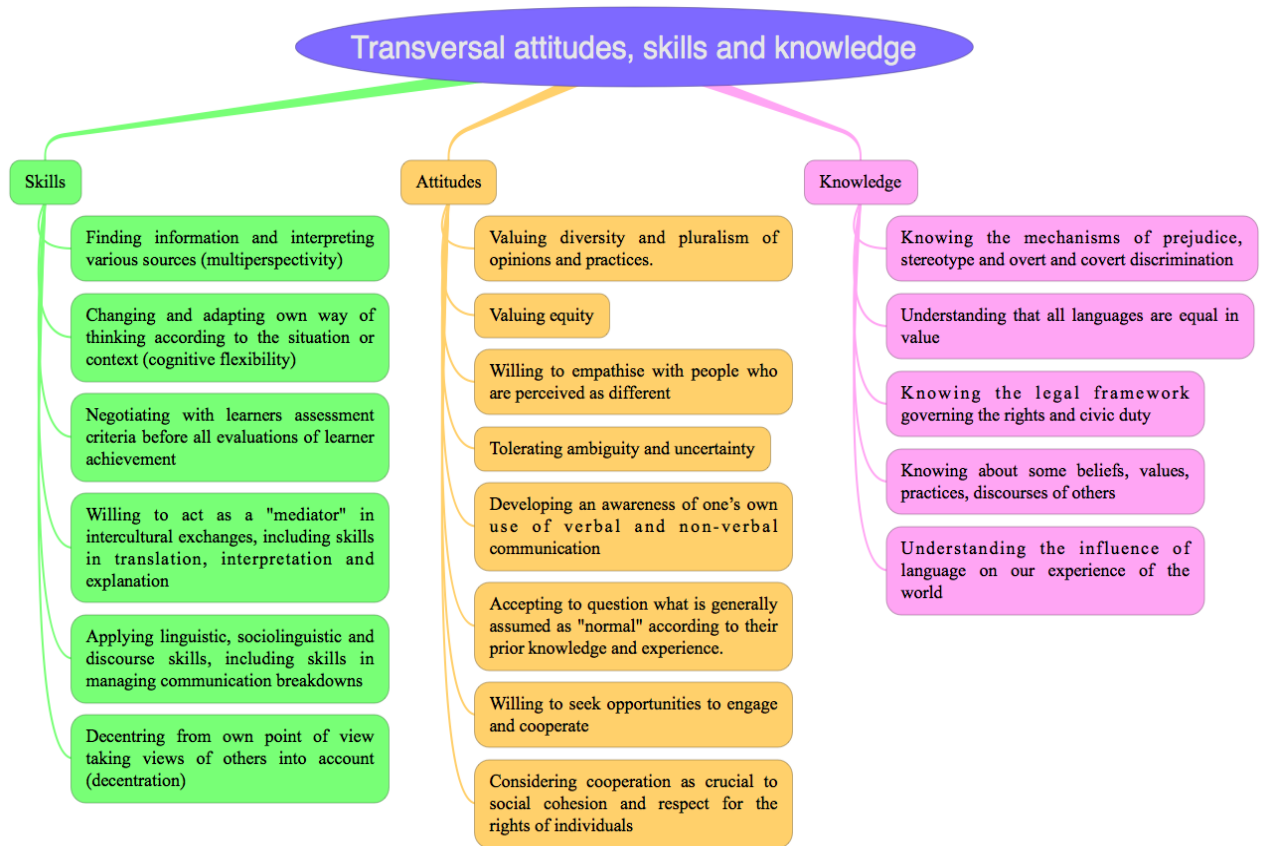 Transversal attitudes, skills and knowledge
Skills
Finding information and interpreting
various sources (multiperspectivity)
Changing and adapting own way of
thinking according to the situation or
context (cognitive flexibility)
Negotiating with learners assessment
criteria before all evaluations of learner
achievement
Willing to act as a "mediator" in
intercultural exchanges, including skills
in translation, interpretation and
explanation
Applying linguistic, sociolinguistic and
discourse skills, including skills in
managing communication breakdowns
Decentring from own point of view
taking views of others into account
(decentration)
Attitudes
Valuing diversity and pluralism of
opinions and practices.
Valuing equity
Willing to empathise with people who
are perceived as different
Tolerating ambiguity and uncertainty
Developing an awareness of one’s own
use of verbal and non-verbal
communication
Accepting to question what is generally
assumed as "normal" according to their
prior knowledge and experience.
Willing to seek opportunities to engage
and cooperate
Considering cooperation as crucial to
social cohesion and respect for the
rights of individuals
Knowledge
Knowing the mechanisms of prejudice,
stereotype and overt and covert discrimination
Understanding that all languages are equal in
value
Knowing the legal framework
governing the rights and civic duty
Knowing about some beliefs, values,
practices, discourses of others
Understanding the influence of
language on our experience of the
world